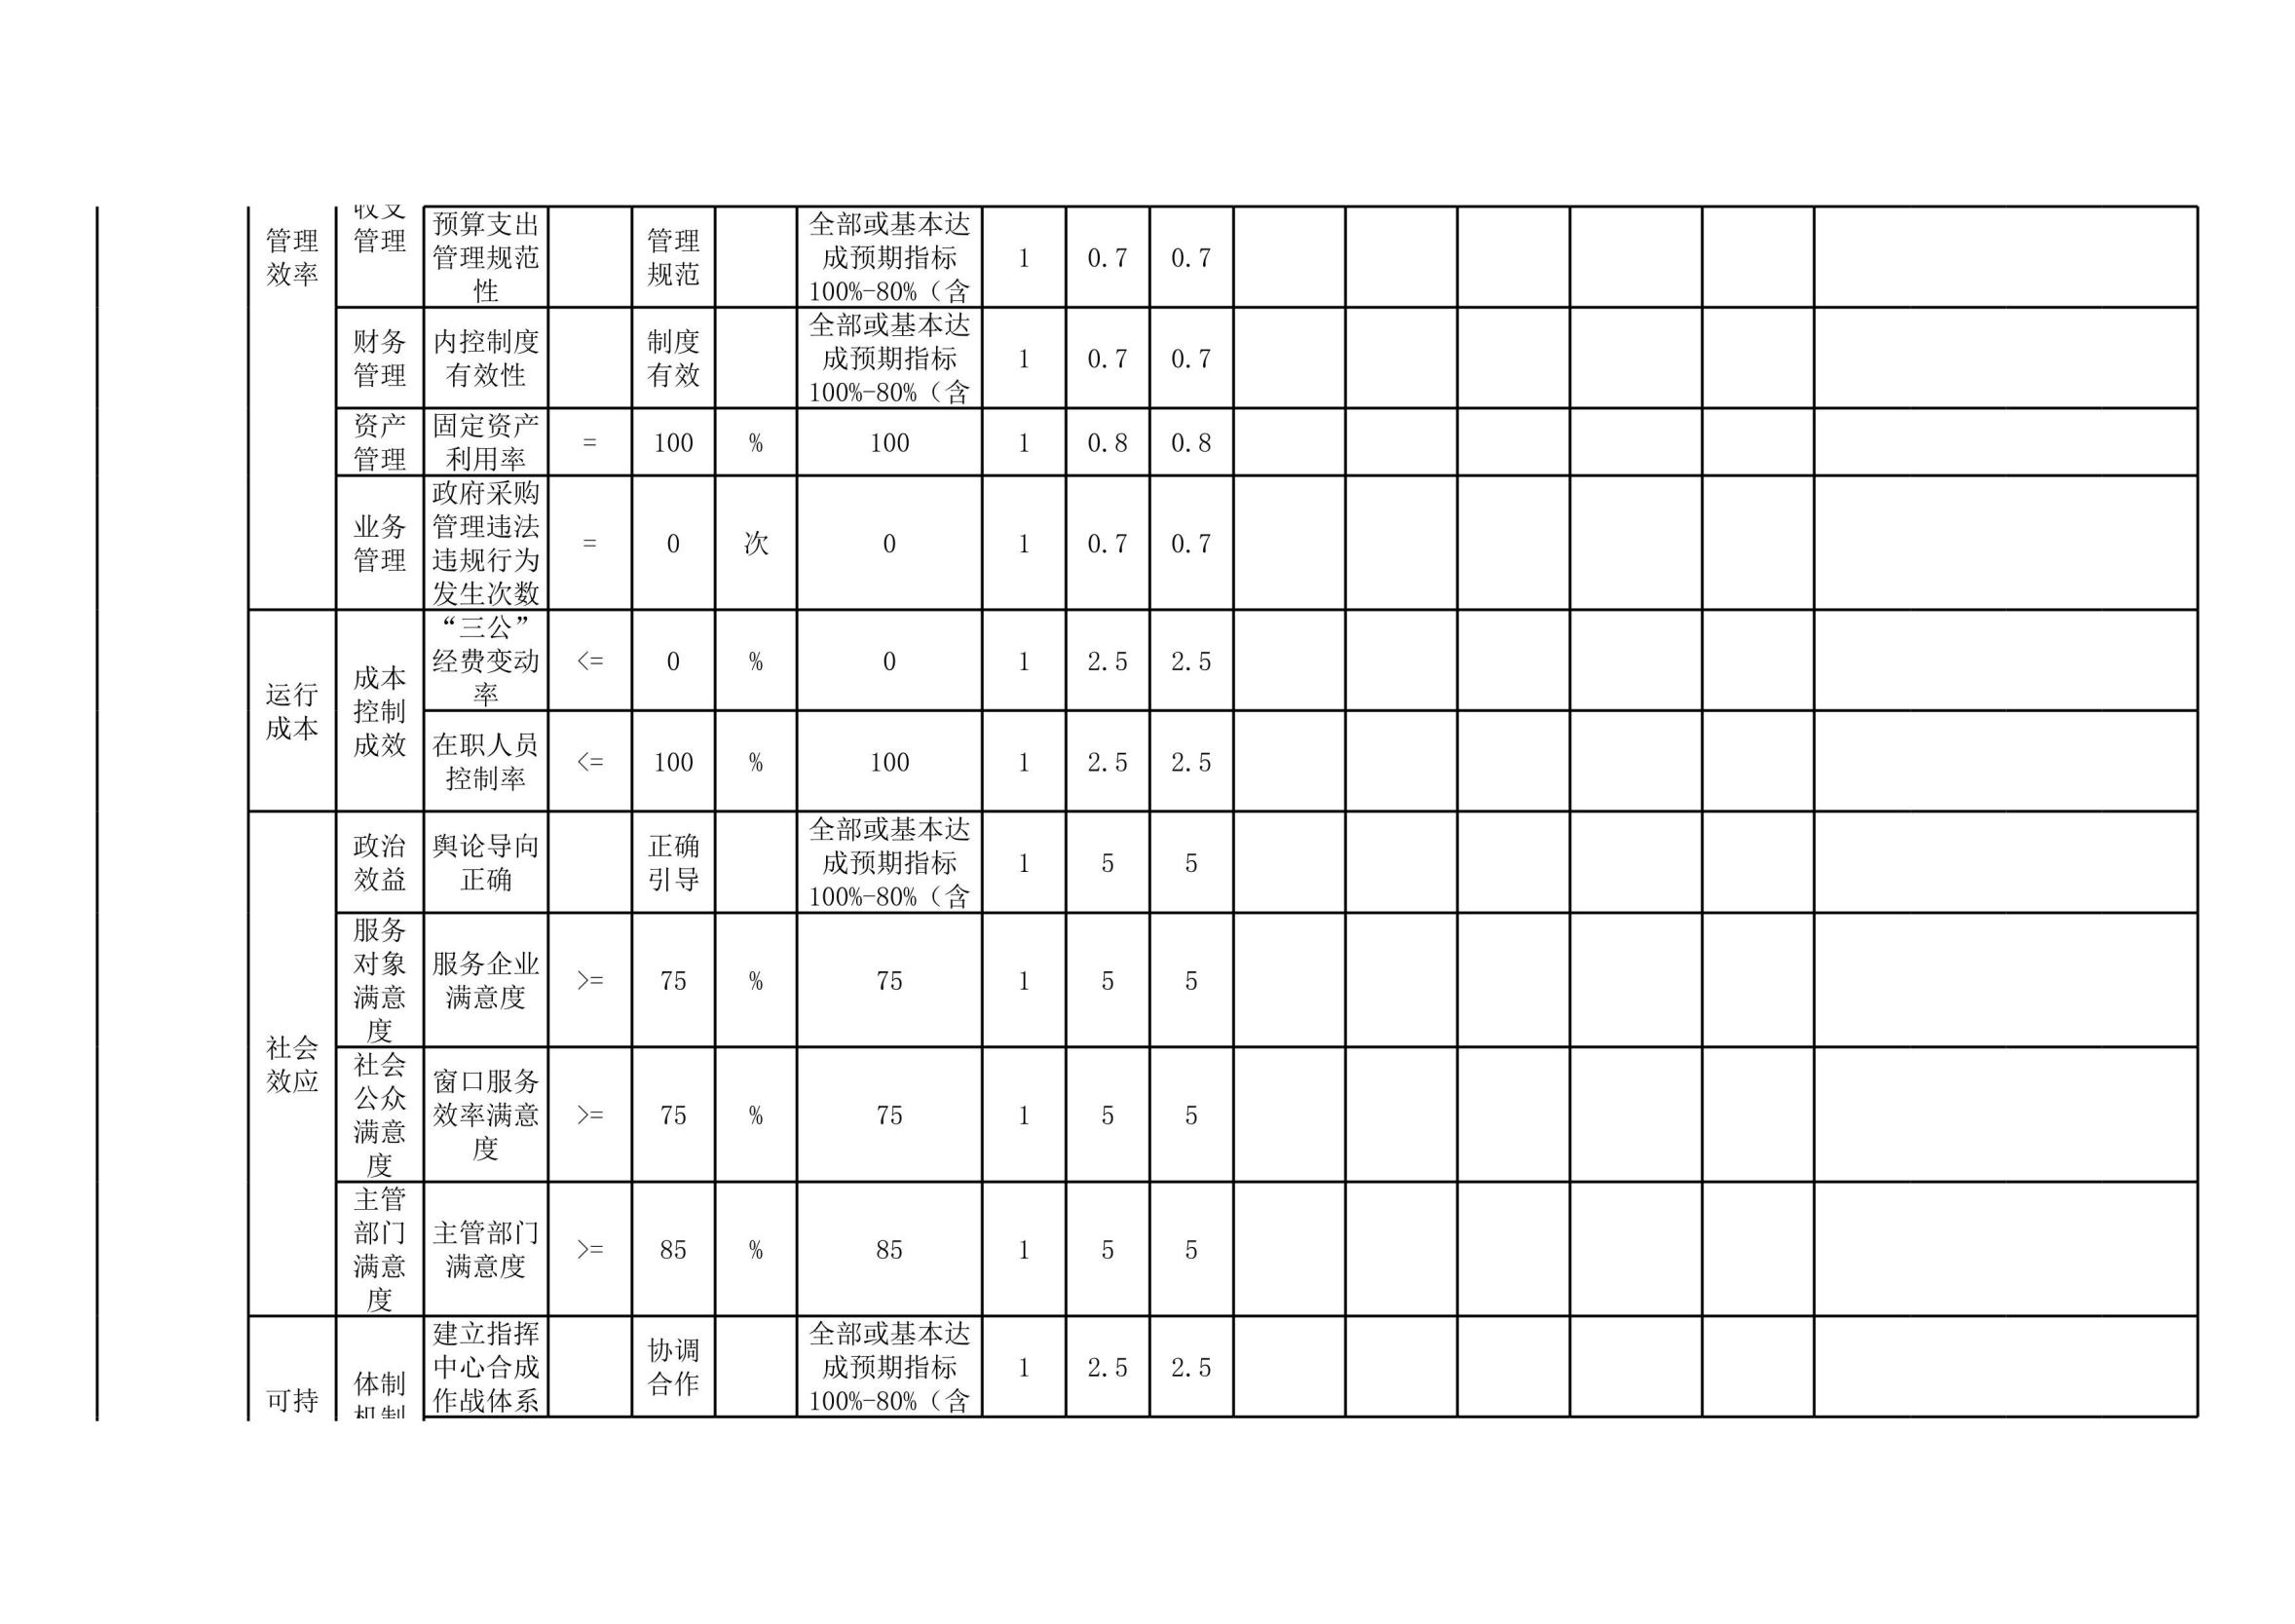 管理
效率
收支
管理
预算支出
管理规范
性
管理
规范
全部或基本达
成预期指标
100%-80%（含
1
0.7
0.7
财务
管理
内控制度
有效性
制度
有效
全部或基本达
成预期指标
100%-80%（含
1
0.7
0.7
资产
管理
固定资产
利用率
=
100
%
100
1
0.8
0.8
业务
管理
政府采购
管理违法
违规行为
发生次数
=
0
次
0
1
0.7
0.7
运行
成本
成本
控制
成效
“三公”
经费变动
率
<=
0
%
0
1
2.5
2.5
在职人员
控制率
<=
100
%
100
1
2.5
2.5
社会
效应
政治
效益
舆论导向
正确
正确
引导
全部或基本达
成预期指标
100%-80%（含
1
5
5
服务
对象
满意
度
服务企业
满意度
>=
75
%
75
1
5
5
社会
公众
满意
度
窗口服务
效率满意
度
>=
75
%
75
1
5
5
主管
部门
满意
度
主管部门
满意度
>=
85
%
85
1
5
5
可持
体制
机制
建立指挥
中心合成
作战体系
协调
合作
全部或基本达
成预期指标
100%-80%（含
1
2.5
2.5